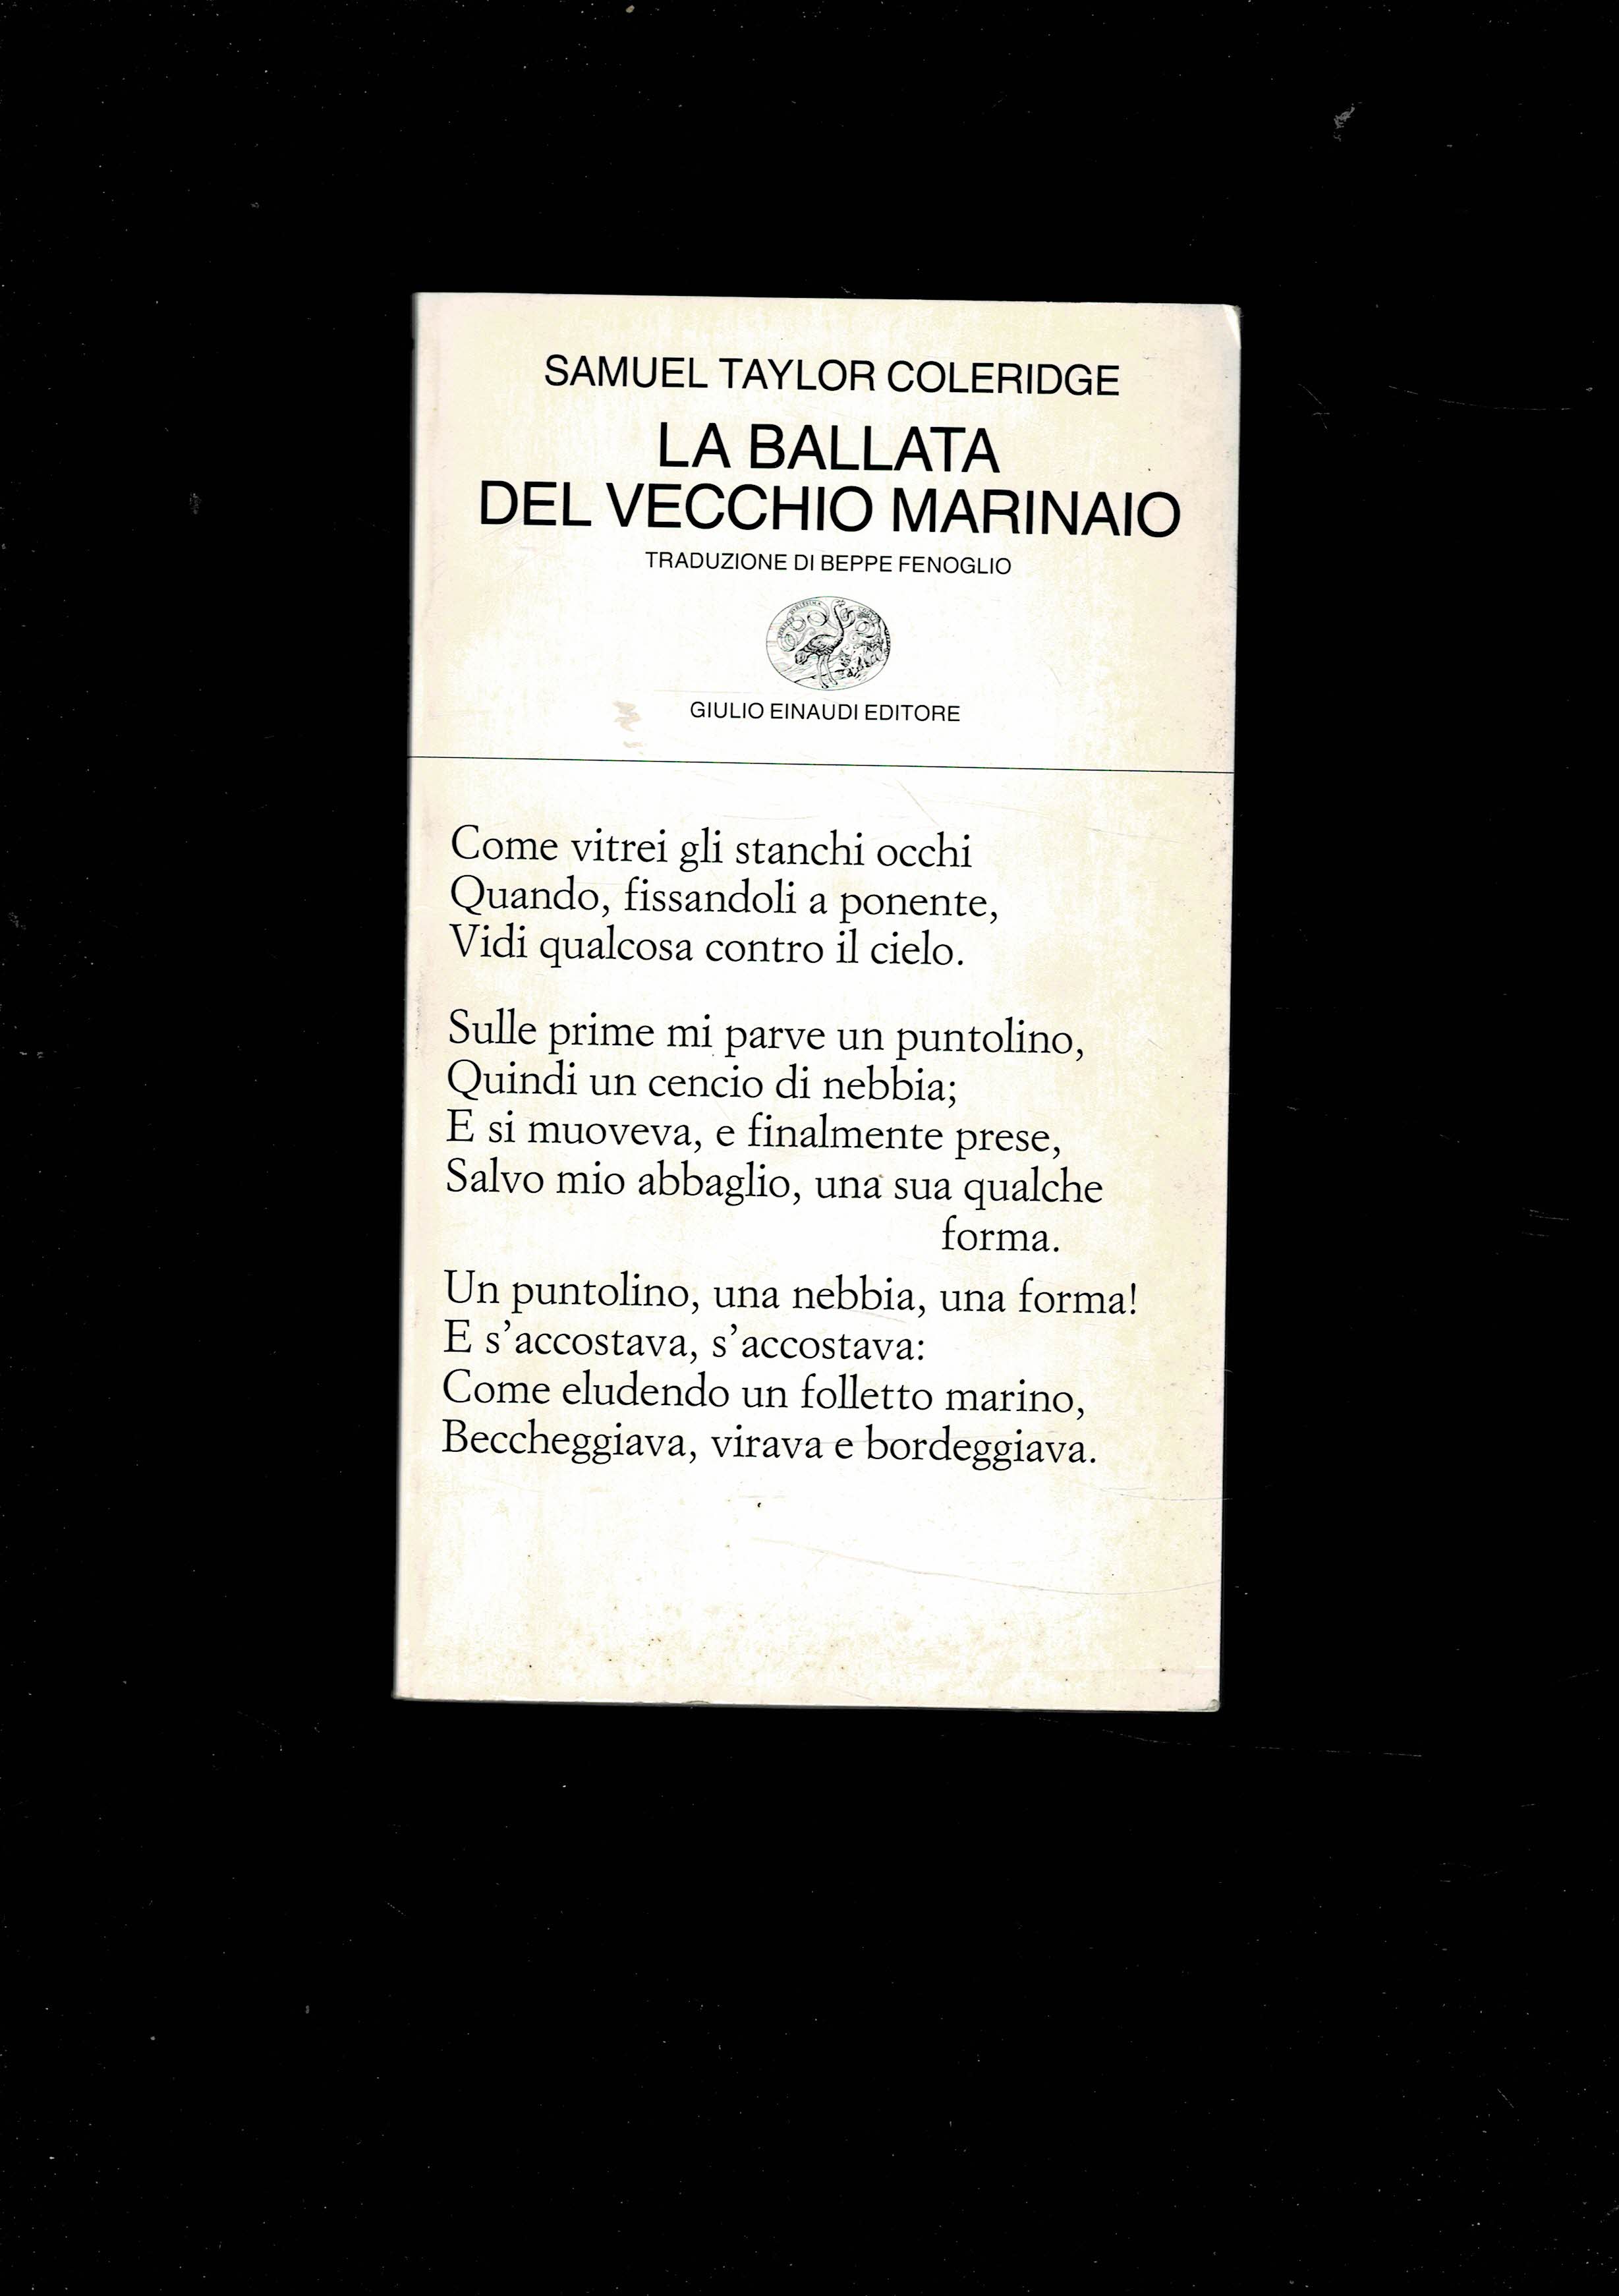 SAMUEL TAYLOR COLERIDGE
LA BALLATA
DEL VECCHIO MARINAIO
TRADUZIONE DI BEPPE FENOGLIO
GIULIO EINAUDI EDITORE
Come vitrei gli stanchi occhi
Quando, fissandoli a ponente,
Vidi qualcosa contro il cielo.
Sulle prime mi parve un puntolino,
Quindi un cencio di nebbia;
E si muoveva, e finalmente prese,
Salvo mio abbaglio, una sua qualche
forma.
Un puntolino, una nebbia, una forma!
E s'accostava, s'accostava:
Come eludendo un folletto marino,
Beccheggiava, virava e bordeggiava.